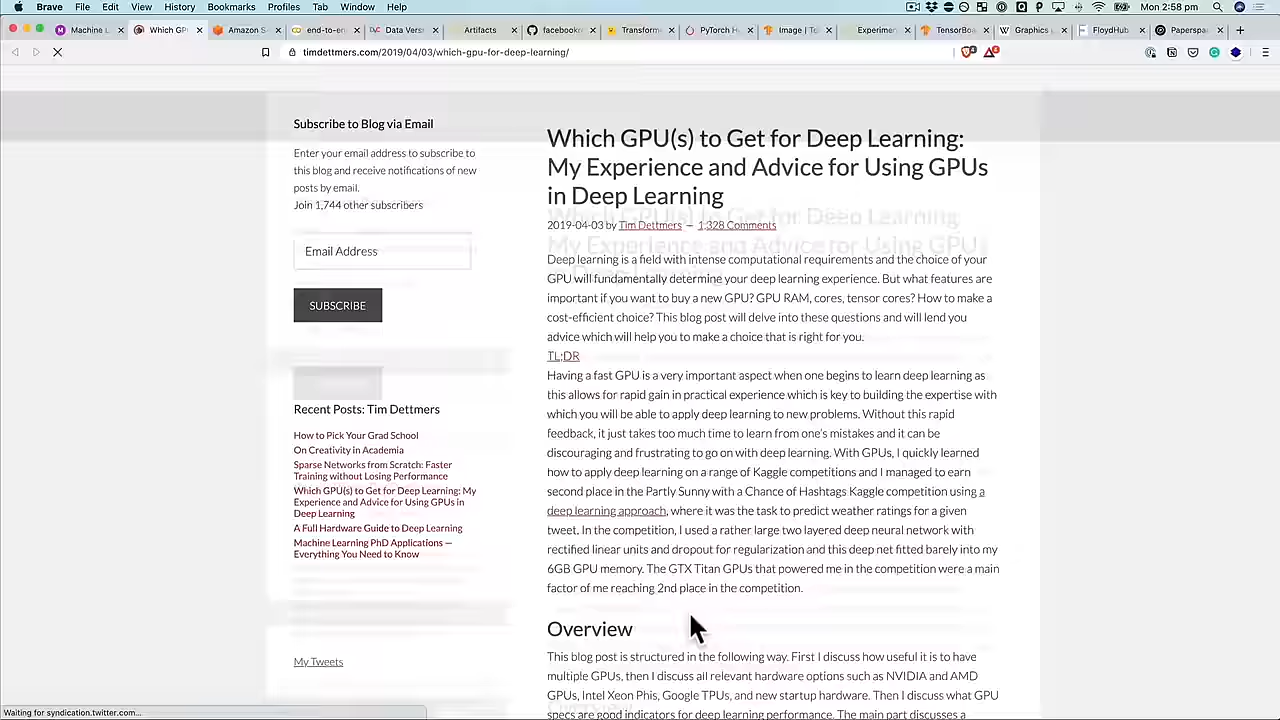 Brave File Edit View History Bookmarks Profiles Tab Window Help
Mon 2:58 pm
Machine L
Which GP
Amazon S
end-to-en
Data Vers
Artifacts
facebook
Transform
PyTorch H
Image | To
Experimen
TensorBoa
Graphics
FloydHub
Paperspa
timdettmers.com/2019/04/03/which-gpu-for-deep-learning/
Subscribe to Blog via Email
Enter your email address to subscribe to
this blog and receive notifications of new
posts by email.
Join 1,744 other subscribers
Email Address
SUBSCRIBE
Recent Posts: Tim Dettmers
How to Pick Your Grad School
On Creativity in Academia
Sparse Networks from Scratch: Faster
Training without Losing Performance
Which GPU(s) to Get for Deep Learning: My
Experience and Advice for Using GPUs in
Deep Learning
A Full Hardware Guide to Deep Learning
Machine Learning PhD Applications —
Everything You Need to Know
My Tweets
Which GPU(s) to Get for Deep Learning:
My Experience and Advice for Using GPUs
in Deep Learning
2019-04-03 by Tim Dettmers — 1,328 Comments
Deep learning is a field with intense computational requirements and the choice of your
GPU will fundamentally determine your deep learning experience. But what features are
important if you want to buy a new GPU? GPU RAM, cores, tensor cores? How to make a
cost-efficient choice? This blog post will delve into these questions and will lend you
advice which will help you to make a choice that is right for you.
TL;DR
Having a fast GPU is a very important aspect when one begins to learn deep learning as
this allows for rapid gain in practical experience which is key to building the expertise with
which you will be able to apply deep learning to new problems. Without this rapid
feedback, it just takes too much time to learn from one's mistakes and it can be
discouraging and frustrating to go on with deep learning. With GPUs, I quickly learned
how to apply deep learning on a range of Kaggle competitions and I managed to earn
second place in the Partly Sunny with a Chance of Hashtags Kaggle competition using a
deep learning approach, where it was the task to predict weather ratings for a given
tweet. In the competition, I used a rather large two layered deep neural network with
rectified linear units and dropout for regularization and this deep net fitted barely into my
6GB GPU memory. The GTX Titan GPUs that powered me in the competition were a main
factor of me reaching 2nd place in the competition.
Overview
This blog post is structured in the following way. First I discuss how useful it is to have
multiple GPUs, then I discuss all relevant hardware options such as NVIDIA and AMD
GPUs, Intel Xeon Phis, Google TPUs, and new startup hardware. Then I discuss what GPU
specs are good indicators for deep learning performance. The main part discusses a
Waiting for syndication.twitter.com...